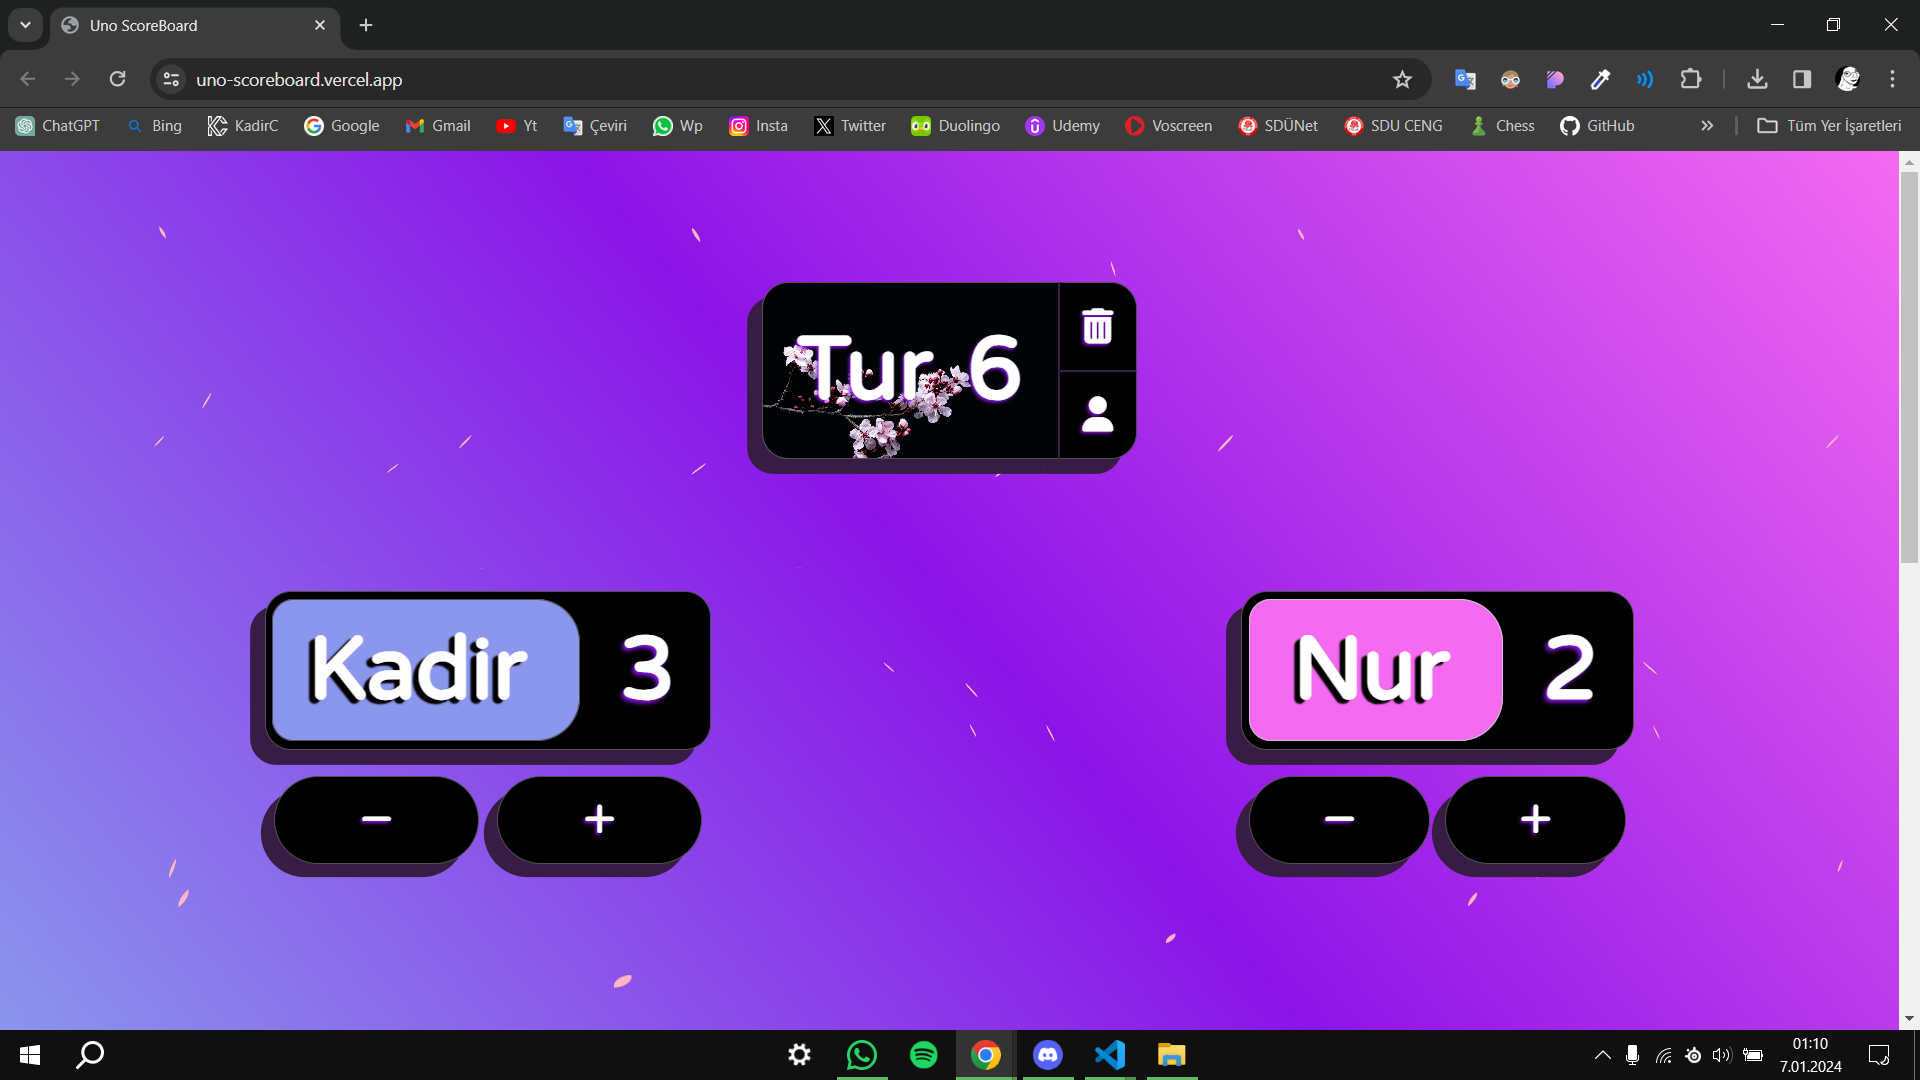 Uno ScoreBoard
uno-scoreboard.vercel.app
ChatGPT Bing KadirC Google Gmail Yt Çeviri Wp Insta Twitter Duolingo Udemy Voscreen SDÜNet SDU CENG Chess GitHub » Tüm Yer İşaretleri
Tur 6
Kadir 3
Nur 2
− +
− +
01:10
7.01.2024